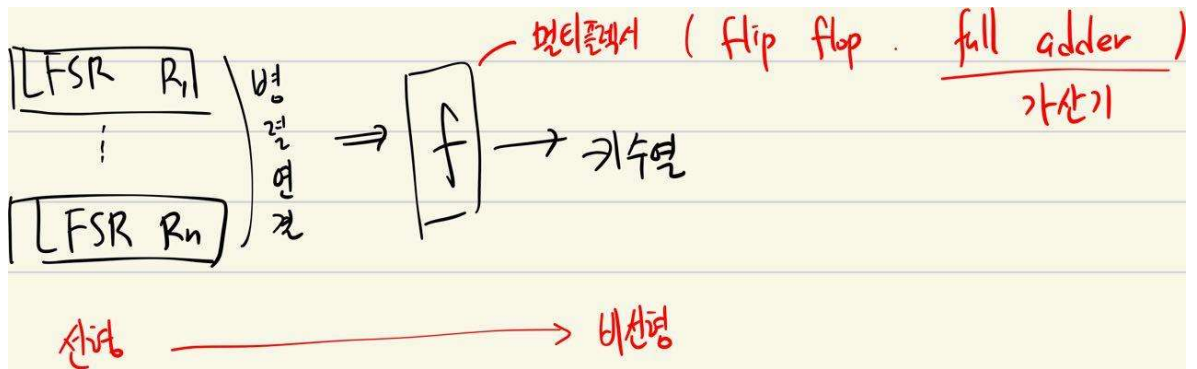 멀티플렉서 ( flip flop . full adder )
가산기
LFSR R1
⋮
LFSR Rn
병렬연결
⇒ f → 키수열
선형 → 비선형